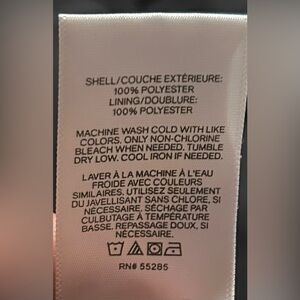 SHELL/COUCHE EXTÉRIEURE:
100% POLYESTER
LINING/DOUBLURE:
100% POLYESTER
MACHINE WASH COLD WITH LIKE
COLORS. ONLY NON-CHLORINE
BLEACH WHEN NEEDED. TUMBLE
DRY LOW. COOL IRON IF NEEDED.
LAVER À LA MACHINE À L'EAU
FROIDE AVEC COULEURS
SIMILAIRES. UTILISEZ SEULEMENT
DU JAVELLISANT SANS CHLORE, SI
NÉCESSAIRE. SÉCHAGE PAR
CULBUTAGE À TEMPÉRATURE
BASSE. REPASSAGE DOUX, SI
NÉCESSAIRE.
RN# 55285